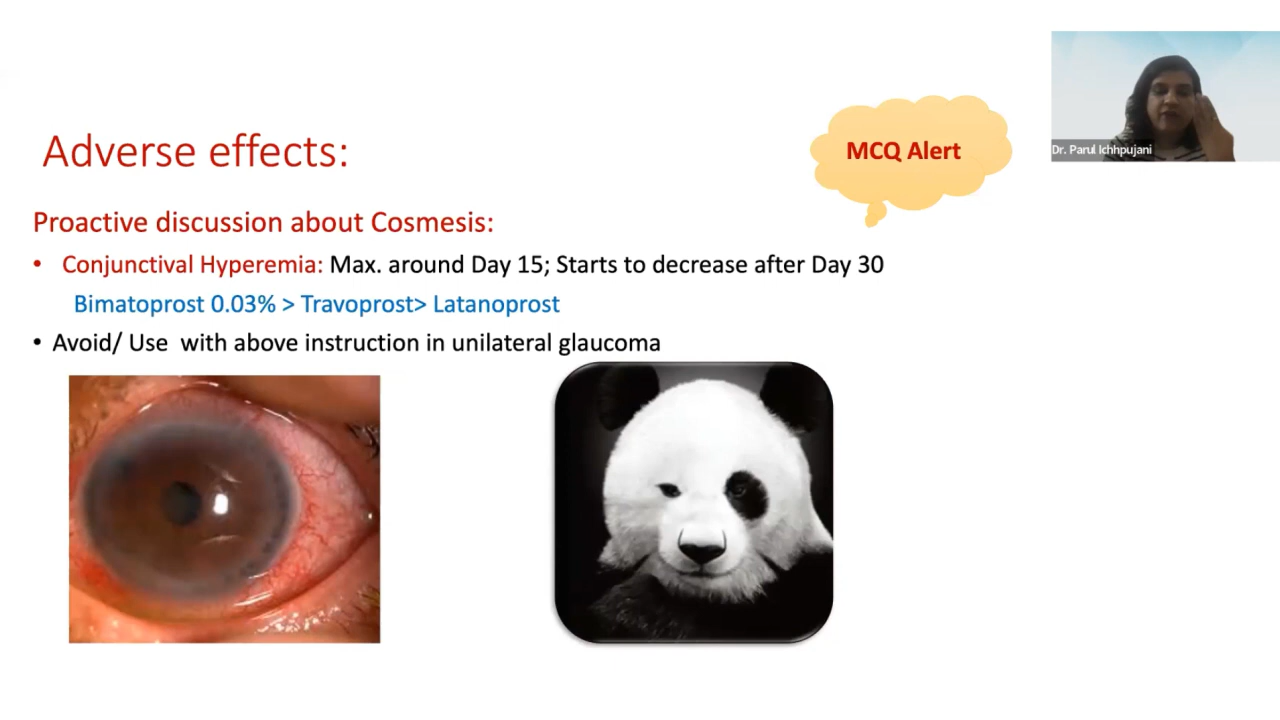 MCQ Alert
Dr. Parul Ichhpujani
Adverse effects:
Proactive discussion about Cosmesis:
• Conjunctival Hyperemia: Max. around Day 15; Starts to decrease after Day 30
Bimatoprost 0.03% > Travoprost> Latanoprost
• Avoid/ Use with above instruction in unilateral glaucoma